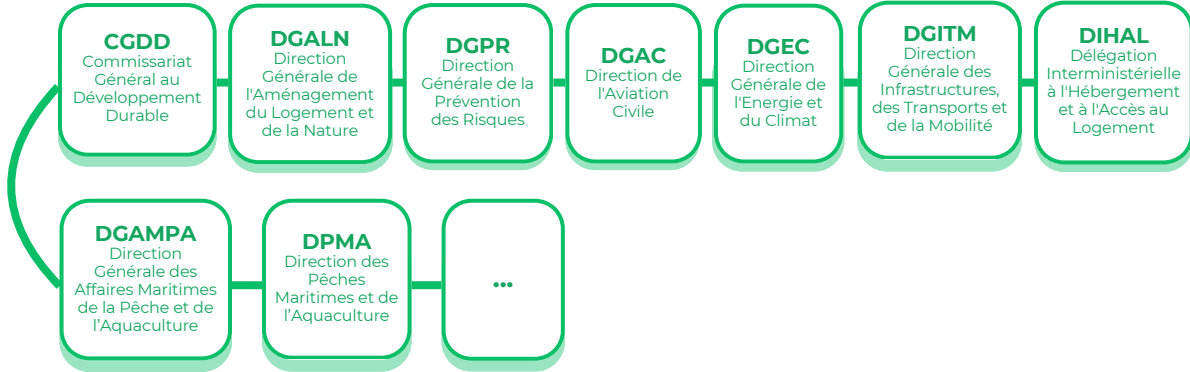 CGDD
Commissariat
Général au
Développement
Durable
DGALN
Direction
Générale de
l'Aménagement
du Logement et
de la Nature
DGPR
Direction
Générale de la
Prévention
des Risques
DGAC
Direction de
l'Aviation
Civile
DGEC
Direction
Générale de
l'Energie et
du Climat
DGITM
Direction
Générale des
Infrastructures,
des Transports et
de la Mobilité
DIHAL
Délégation
Interministérielle
à l'Hébergement
et à l'Accès au
Logement
DGAMPA
Direction
Générale des
Affaires Maritimes
de la Pêche et de
l’Aquaculture
DPMA
Direction des
Pêches
Maritimes et de
l’Aquaculture
...